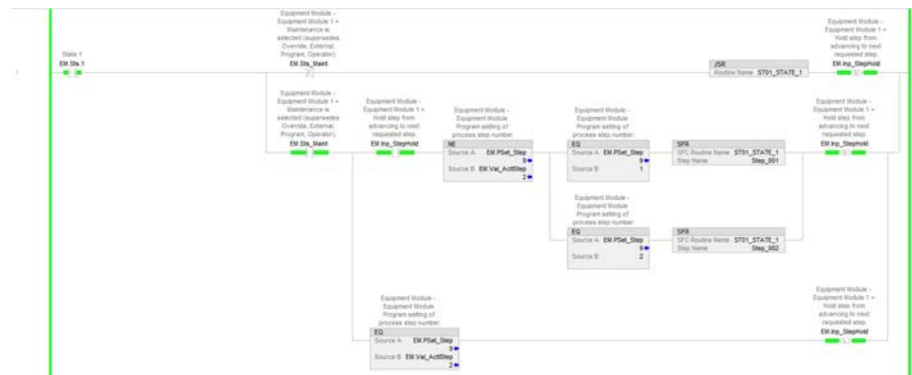 Equipment Module -
Equipment Module 1 =
Maintenance is
selected (supersedes
Override, External
Program, Operator).
EM.Sts_Maint
Equipment Module -
Equipment Module 1 =
Hold step from
advancing to next
requested step.
EM.Inp_StepHold
State 1
EM.Sts.1
1
JSR
Routine Name ST01_STATE_1
Equipment Module -
Equipment Module 1 =
Maintenance is
selected (supersedes
Override, External
Program, Operator).
EM.Sts_Maint
Equipment Module -
Equipment Module 1 =
Hold step from
advancing to next
requested step.
EM.Inp_StepHold
Equipment Module -
Equipment Module
Program setting of
process step number.
NE
Source A EM.PSet_Step
9
Source B EM.Val_ActlStep
2
Equipment Module -
Equipment Module
Program setting of
process step number.
EQ
Source A EM.PSet_Step
9
Source B 1
SFR
SFC Routine Name ST01_STATE_1
Step Name Step_001
Equipment Module -
Equipment Module 1 =
Hold step from
advancing to next
requested step.
EM.Inp_StepHold
Equipment Module -
Equipment Module
Program setting of
process step number.
EQ
Source A EM.PSet_Step
9
Source B 2
SFR
SFC Routine Name ST01_STATE_1
Step Name Step_002
Equipment Module -
Equipment Module
Program setting of
process step number.
EQ
Source A EM.PSet_Step
9
Source B EM.Val_ActlStep
2
Equipment Module -
Equipment Module 1 =
Hold step from
advancing to next
requested step.
EM.Inp_StepHold